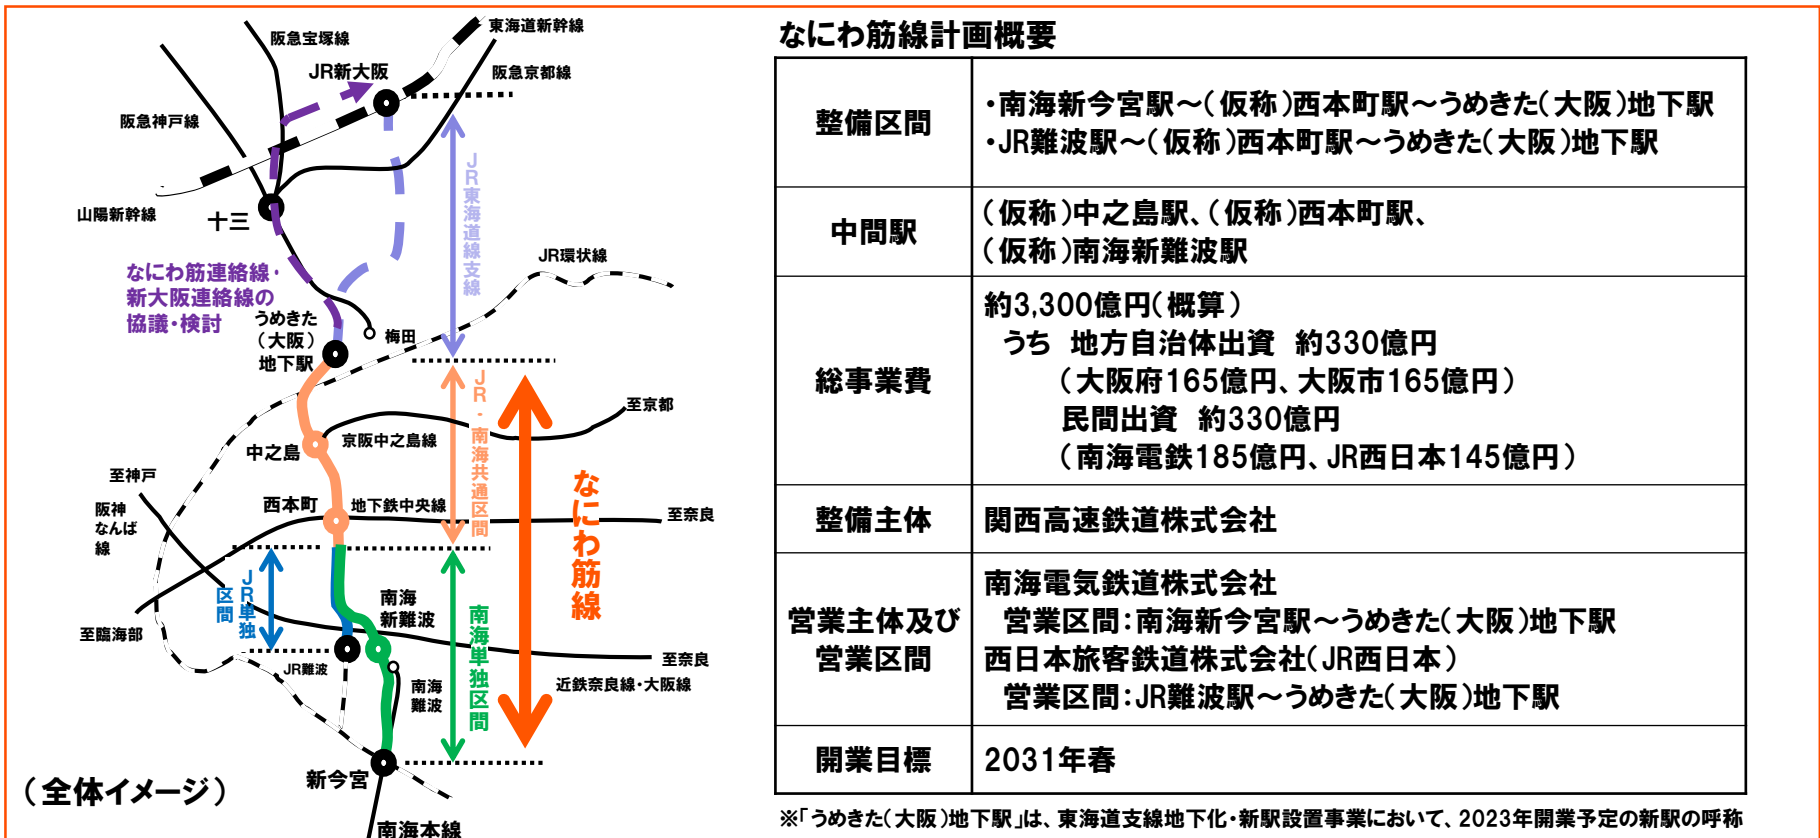 阪急宝塚線
東海道新幹線
JR新大阪
阪急京都線
阪急神戸線
JR東海道線支線
山陽新幹線
十三
JR環状線
なにわ筋連絡線・
新大阪連絡線の
協議・検討
うめきた
(大阪)
地下駅
梅田
JR・南海共通区間
至京都
中之島
京阪中之島線
至神戸
西本町
地下鉄中央線
至奈良
阪神
なんば
線
なにわ筋線
JR単独
区間
南海
新難波
南海単独区間
至臨海部
JR難波
至奈良
南海
難波
近鉄奈良線・大阪線
新今宮
(全体イメージ)
南海本線
なにわ筋線計画概要
整備区間
・南海新今宮駅～(仮称)西本町駅～うめきた(大阪)地下駅
・JR難波駅～(仮称)西本町駅～うめきた(大阪)地下駅
中間駅
(仮称)中之島駅、(仮称)西本町駅、
(仮称)南海新難波駅
総事業費
約3,300億円(概算)
うち 地方自治体出資 約330億円
(大阪府165億円、大阪市165億円)
民間出資 約330億円
(南海電鉄185億円、JR西日本145億円)
整備主体
関西高速鉄道株式会社
営業主体及び
営業区間
南海電気鉄道株式会社
営業区間:南海新今宮駅～うめきた(大阪)地下駅
西日本旅客鉄道株式会社(JR西日本)
営業区間:JR難波駅～うめきた(大阪)地下駅
開業目標
2031年春
※「うめきた(大阪)地下駅」は、東海道支線地下化・新駅設置事業において、2023年開業予定の新駅の呼称